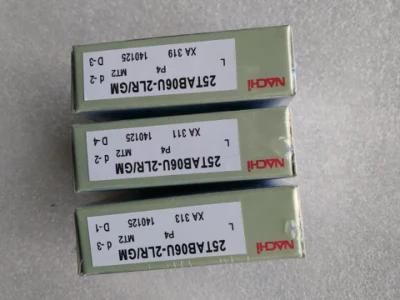 NACHI
25TAB06U-2LR/GM
L P4 MT2 d -3
XA 313 140125 D-1
NACHI
25TAB06U-2LR/GM
L P4 MT2 d -2
XA 311 140125 D-4
NACHI
25TAB06U-2LR/GM
L P4 MT2 d -2
XA 319 140125 D-3